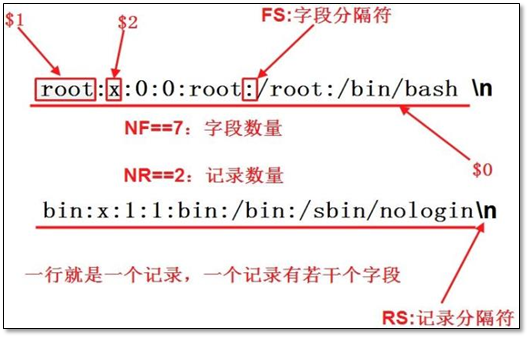 FS:字段分隔符
$1 $2
root:x:0:0:root:/root:/bin/bash \n
NF==7：字段数量
$0
NR==2：记录数量
bin:x:1:1:bin:/bin:/sbin/nologin\n
一行就是一个记录，一个记录有若干个字段
RS:记录分隔符